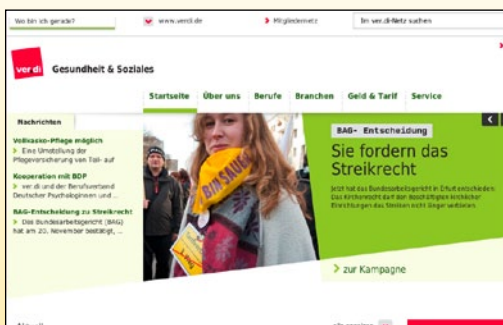 Wo bin ich gerade?
www.verdi.de
Mitgliedernetz
Im ver.di-Netz suchen
ver di
Gesundheit & Soziales
Startseite Über uns Berufe Branchen Geld & Tarif Service
Nachrichten
Vollkasko-Pflege möglich
Eine Umstellung der
Pflegeversicherung von Teil- auf
Kooperation mit BDP
ver.di und der Berufsverband
Deutscher Psychologinnen und ...
BAG-Entscheidung zu Streikrecht
Das Bundesarbeitsgericht (BAG)
hat am 20. November bestätigt, ...
BIN SAUER
BAG- Entscheidung
Sie fordern das
Streikrecht
Jetzt hat das Bundesarbeitsgericht in Erfurt entschieden:
Das Kirchenrecht darf den Beschäftigten kirchlicher
Einrichtungen das Streiken nicht länger verbieten.
zur Kampagne